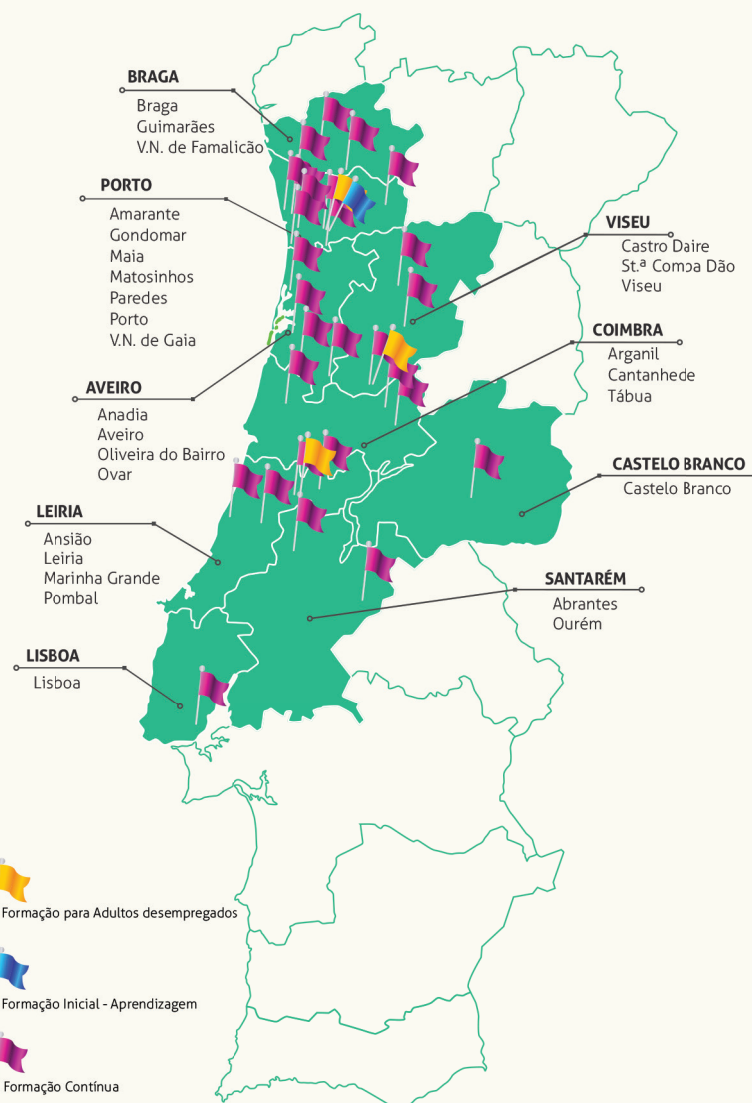 BRAGA
Braga
Guimarães
V.N. de Famalicão
PORTO
Amarante
Gondomar
Maia
Matosinhos
Paredes
Porto
V.N. de Gaia
AVEIRO
Anadia
Aveiro
Oliveira do Bairro
Ovar
LEIRIA
Ansião
Leiria
Marinha Grande
Pombal
LISBOA
Lisboa
VISEU
Castro Daire
St.ª Comba Dão
Viseu
COIMBRA
Arganil
Cantanhede
Tábua
CASTELO BRANCO
Castelo Branco
SANTARÉM
Abrantes
Ourém
Formação para Adultos desempregados
Formação Inicial - Aprendizagem
Formação Contínua